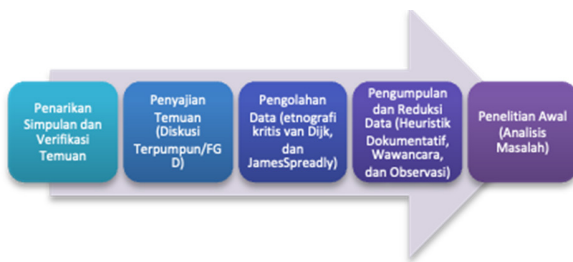 Penarikan
Simpulan dan
Verifikasi
Temuan
Penyajian
Temuan
(Diskusi
Terpumpun/FG
D)
Pengolahan
Data (etnografi
kritis van Dijk,
dan
JamesSpreadly)
Pengumpulan
dan Reduksi
Data (Heuristik
Dokumentatif,
Wawancara,
dan Observasi)
Penelitian Awal
(Analisis
Masalah)